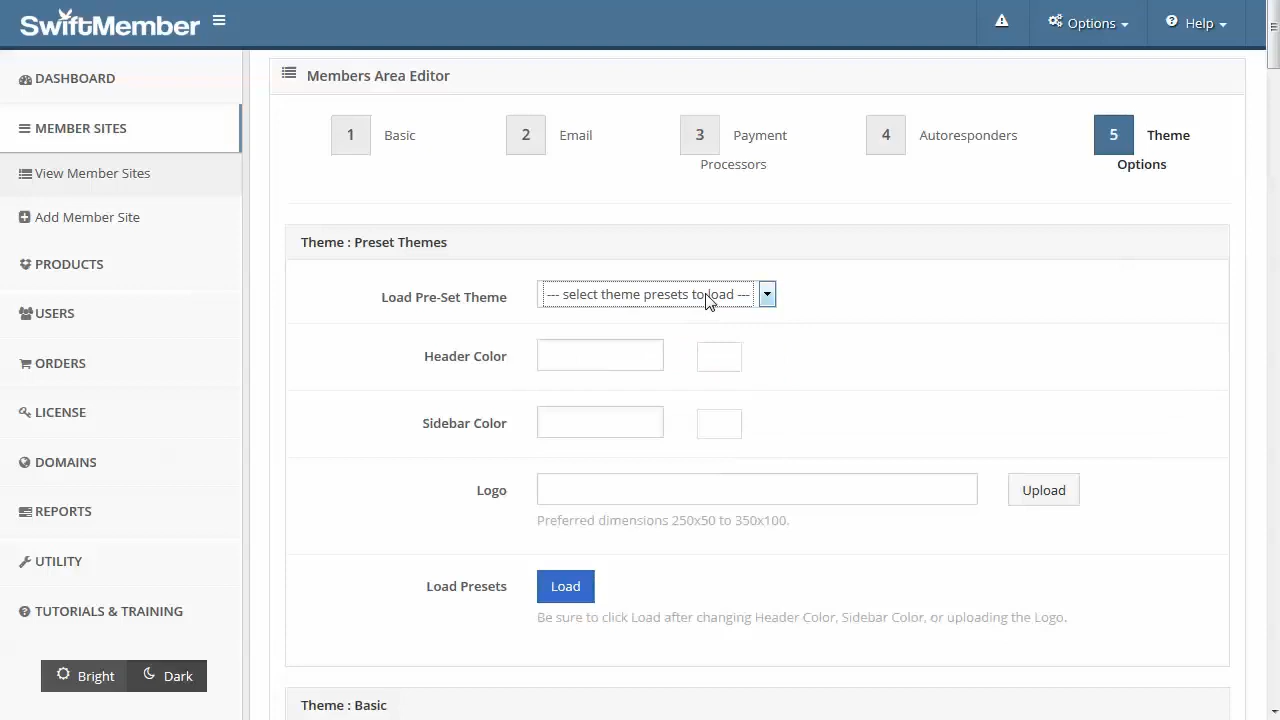 SwiftMember
Options
Help
DASHBOARD
MEMBER SITES
View Member Sites
Add Member Site
PRODUCTS
USERS
ORDERS
LICENSE
DOMAINS
REPORTS
UTILITY
TUTORIALS & TRAINING
Bright
Dark
Members Area Editor
1 Basic
2 Email
3 Payment
Processors
4 Autoresponders
5 Theme
Options
Theme : Preset Themes
Load Pre-Set Theme --- select theme presets to load ---
Header Color
Sidebar Color
Logo Upload
Preferred dimensions 250x50 to 350x100.
Load Presets Load
Be sure to click Load after changing Header Color, Sidebar Color, or uploading the Logo.
Theme : Basic